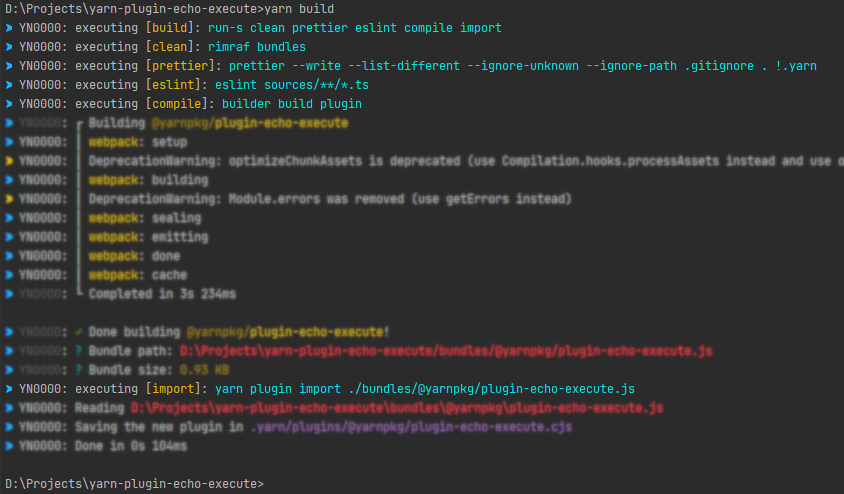 D:\Projects\yarn-plugin-echo-execute>yarn build
YN0000: executing [build]: run-s clean prettier eslint compile import
YN0000: executing [clean]: rimraf bundles
YN0000: executing [prettier]: prettier --write --list-different --ignore-unknown --ignore-path .gitignore . !.yarn
YN0000: executing [eslint]: eslint sources/**/*.ts
YN0000: executing [compile]: builder build plugin
YN0000: ┌ Building @yarnpkg/plugin-echo-execute
YN0000: │ webpack: setup
YN0000: │ DeprecationWarning: optimizeChunkAssets is deprecated (use Compilation.hooks.processAssets instead and use o
YN0000: │ webpack: building
YN0000: │ DeprecationWarning: Module.errors was removed (use getErrors instead)
YN0000: │ webpack: sealing
YN0000: │ webpack: emitting
YN0000: │ webpack: done
YN0000: │ webpack: cache
YN0000: └ Completed in 3s 234ms
YN0000: ✓ Done building @yarnpkg/plugin-echo-execute!
YN0000: ? Bundle path: D:\Projects\yarn-plugin-echo-execute/bundles/@yarnpkg/plugin-echo-execute.js
YN0000: ? Bundle size: 0.93 KB
YN0000: executing [import]: yarn plugin import ./bundles/@yarnpkg/plugin-echo-execute.js
YN0000: Reading D:\Projects\yarn-plugin-echo-execute\bundles\@yarnpkg\plugin-echo-execute.js
YN0000: Saving the new plugin in .yarn/plugins/@yarnpkg/plugin-echo-execute.cjs
YN0000: Done in 0s 104ms
D:\Projects\yarn-plugin-echo-execute>